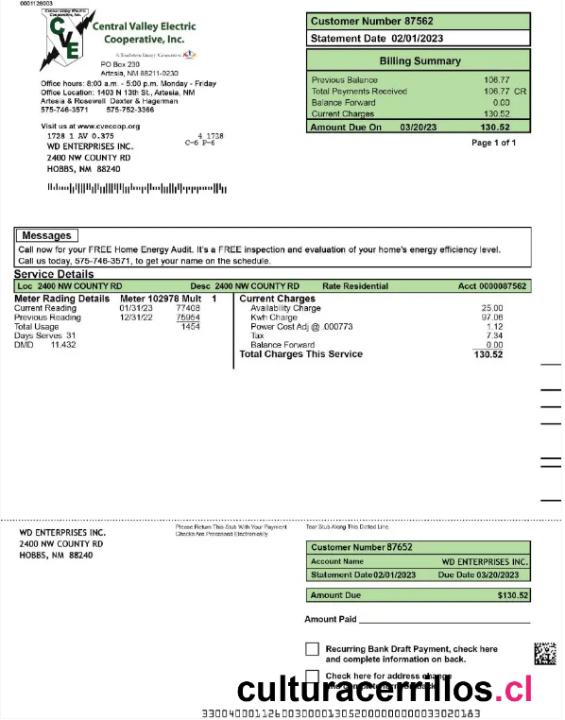 0001126003
Central Valley Electric
Cooperative, Inc.
CVE
Central Valley Electric
Cooperative, Inc.
A Touchstone Energy Cooperative
PO Box 230
Artesia, NM 88211-0230
Office hours: 8:00 a.m. - 5:00 p.m. Monday - Friday
Office Location: 1403 N 13th St., Artesia, NM
Artesia & Roswell Dexter & Hagerman
575-746-3571 575-752-3366
Visit us at www.cvecoop.org
1728 1 AV 0.375 4 1738
C-6 P-6
WD ENTERPRISES INC.
2400 NW COUNTY RD
HOBBS, NM 88240
Customer Number 87562
Statement Date 02/01/2023
Billing Summary
Previous Balance 106.77
Total Payments Received 106.77 CR
Balance Forward 0.00
Current Charges 130.52
Amount Due On 03/20/23 130.52
Page 1 of 1
Messages
Call now for your FREE Home Energy Audit. It's a FREE inspection and evaluation of your home's energy efficiency level.
Call us today, 575-746-3571, to get your name on the schedule.
Service Details
Loc 2400 NW COUNTY RD Desc 2400 NW COUNTY RD Rate Residential Acct 0000087562
Meter Rading Details Meter 102978 Mult 1
Current Reading 01/31/23 77408
Previous Reading 12/31/22 75954
Total Usage 1454
Days Serves 31
DMD 11.432
Current Charges
Availability Charge 25.00
Kwh Charge 97.06
Power Cost Adj @ .000773 1.12
Tax 7.34
Balance Forward 0.00
Total Charges This Service 130.52
Please Return This Stub With Your Payment
Checks Are Processed Electronically
Tear Stub Along This Dotted Line
WD ENTERPRISES INC.
2400 NW COUNTY RD
HOBBS, NM 88240
Customer Number 87652
Account Name WD ENTERPRISES INC.
Statement Date 02/01/2023 Due Date 03/20/2023
Amount Due $130.52
Amount Paid
Recurring Bank Draft Payment, check here
and complete information on back.
Check here for address change
culturacerrillos.cl
330040001126003000013052000000000033020183